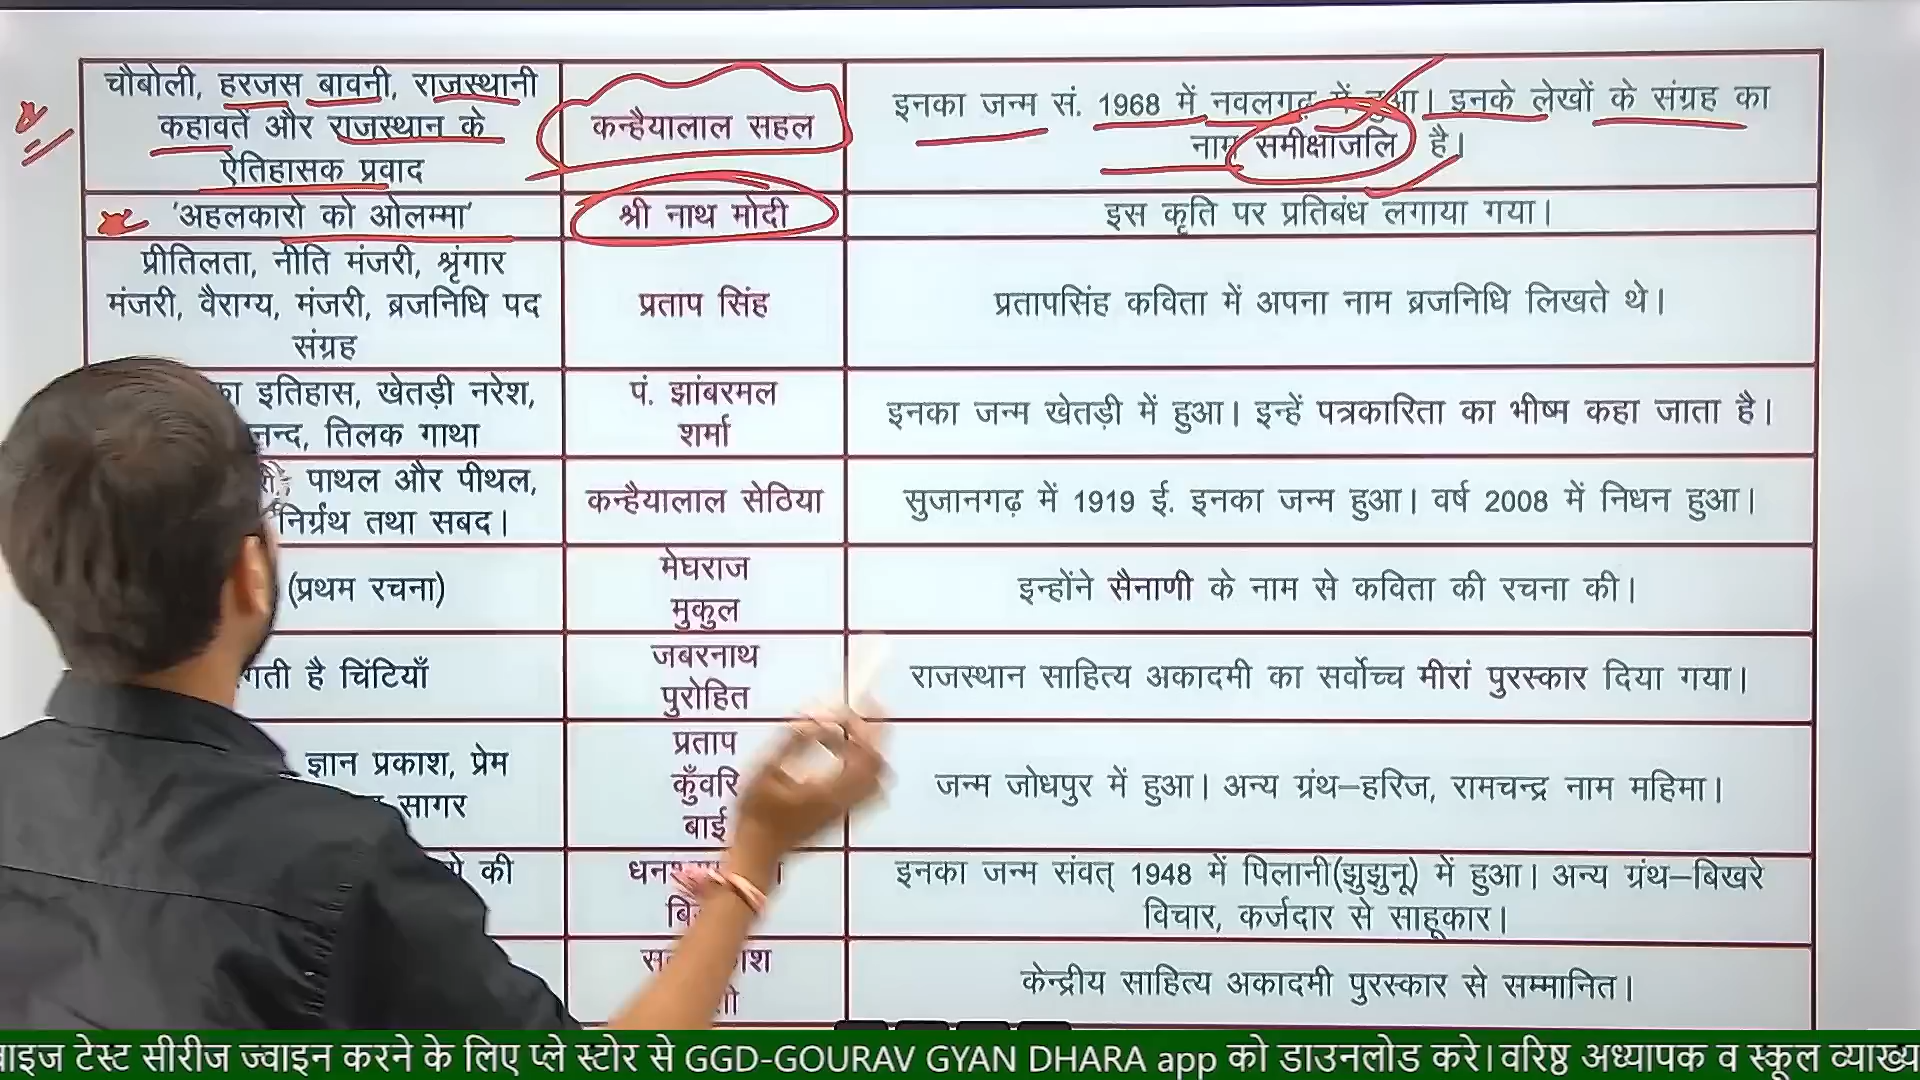 चौबोली, हरजस बावनी, राजस्थानी
कहावतें और राजस्थान के
ऐतिहासक प्रवाद
कन्हैयालाल सहल
इनका जन्म सं. 1968 में नवलगढ़ में हुआ। इनके लेखों के संग्रह का
नाम समीक्षाजलि है।
'अहलकारो को ओलम्मा'
श्री नाथ मोदी
इस कृति पर प्रतिबंध लगाया गया।
प्रीतिलता, नीति मंजरी, श्रृंगार
मंजरी, वैराग्य, मंजरी, ब्रजनिधि पद
संग्रह
प्रताप सिंह
प्रतापसिंह कविता में अपना नाम ब्रजनिधि लिखते थे।
इतिहास, खेतड़ी नरेश,
तिलक गाथा
पं. झांबरमल
शर्मा
इनका जन्म खेतड़ी में हुआ। इन्हें पत्रकारिता का भीष्म कहा जाता है।
पाथल और पीथल,
निर्ग्रंथ तथा सबद।
कन्हैयालाल सेठिया
सुजानगढ़ में 1919 ई. इनका जन्म हुआ। वर्ष 2008 में निधन हुआ।
(प्रथम रचना)
मेघराज
मुकुल
इन्होंने सैनाणी के नाम से कविता की रचना की।
है चिंटियाँ
जबरनाथ
पुरोहित
राजस्थान साहित्य अकादमी का सर्वोच्च मीरां पुरस्कार दिया गया।
ज्ञान प्रकाश, प्रेम
सागर
प्रताप
कुँवरि
बाई
जन्म जोधपुर में हुआ। अन्य ग्रंथ–हरिज, रामचन्द्र नाम महिमा।
की
इनका जन्म संवत् 1948 में पिलानी(झुझुनू) में हुआ। अन्य ग्रंथ–बिखरे
विचार, कर्जदार से साहूकार।
केन्द्रीय साहित्य अकादमी पुरस्कार से सम्मानित।
टेस्ट सीरीज ज्वाइन करने के लिए प्ले स्टोर से GGD-GOURAV GYAN DHARA app को डाउनलोड करे। वरिष्ठ अध्यापक व स्कूल